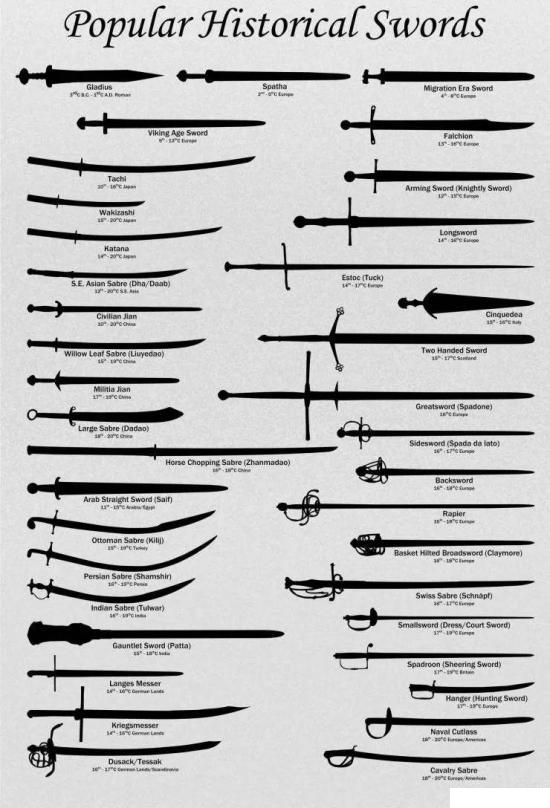 Popular Historical Swords
Gladius
3rd C B.C. - 1st C A.D. Roman
Spatha
2nd - 5th C Europe
Migration Era Sword
4th - 6th C Europe
Viking Age Sword
9th - 13th C Europe
Falchion
13th - 16th C Europe
Tachi
10th - 16th C Japan
Arming Sword (Knightly Sword)
12th - 15th C Europe
Wakizashi
15th - 20th C Japan
Longsword
14th - 16th C Europe
Katana
14th - 20th C Japan
Estoc (Tuck)
14th - 17th C Europe
S.E. Asian Sabre (Dha/Daab)
12th - 20th C S.E. Asia
Cinquedea
15th - 16th C Italy
Civilian Jian
10th - 20th C China
Two Handed Sword
15th - 17th C Scotland
Willow Leaf Sabre (Liuyedao)
15th - 19th C China
Militia Jian
17th - 19th C China
Greatsword (Spadone)
16th C Europe
Large Sabre (Dadao)
18th - 20th C China
Sidesword (Spada da lato)
16th - 17th C Europe
Horse Chopping Sabre (Zhanmadao)
C China
Backsword
16th - 18th C Europe
Arab Straight Sword (Saif)
11th - 15th C Arabia/Egypt
Rapier
16th - 18th C Europe
Ottoman Sabre (Kilij)
15th - 19th C Turkey
Basket Hilted Broadsword (Claymore)
16th - 18th C Europe
Persian Sabre (Shamshir)
16th - 19th C Persia
Swiss Sabre (Schnäpf)
16th - 17th C Europe
Indian Sabre (Tulwar)
16th - 19th C India
Smallsword (Dress/Court Sword)
17th - 19th C Europe
Gauntlet Sword (Patta)
15th - 18th C India
Spadroon (Sheering Sword)
17th - 19th C Britain
Langes Messer
14th - 16th C German Lands
Hanger (Hunting Sword)
17th - 19th C Europe
Kriegsmesser
14th - 16th C German Lands
Naval Cutlass
18th - 20th C Europe/Americas
Dusack/Tessak
16th - 17th C German Lands/Scandinavia
Cavalry Sabre
18th - 20th C Europe/Americas